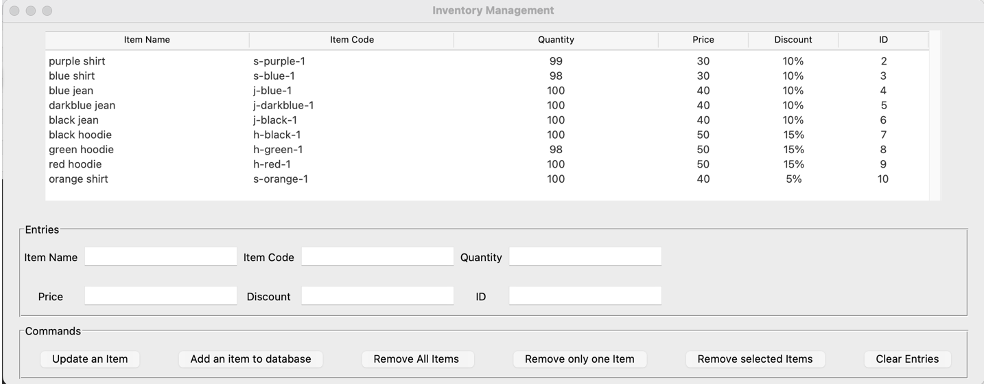 Inventory Management
Item Name Item Code Quantity Price Discount ID
purple shirt s-purple-1 99 30 10% 2
blue shirt s-blue-1 98 30 10% 3
blue jean j-blue-1 100 40 10% 4
darkblue jean j-darkblue-1 100 40 10% 5
black jean j-black-1 100 40 10% 6
black hoodie h-black-1 100 50 15% 7
green hoodie h-green-1 98 50 15% 8
red hoodie h-red-1 100 50 15% 9
orange shirt s-orange-1 100 40 5% 10
Entries
Item Name Item Code Quantity
Price Discount ID
Commands
Update an Item Add an item to database Remove All Items Remove only one Item Remove selected Items Clear Entries